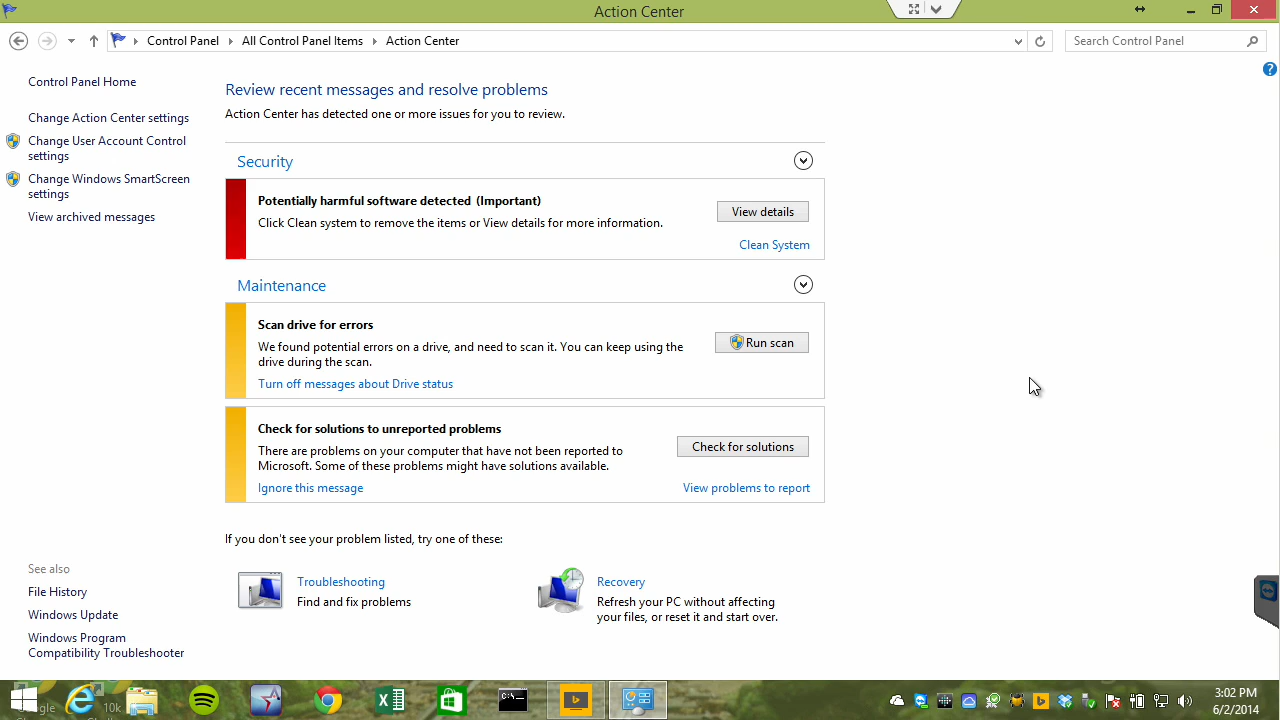 Action Center
Control Panel
All Control Panel Items
Action Center
Search Control Panel
Control Panel Home
Change Action Center settings
Change User Account Control
settings
Change Windows SmartScreen
settings
View archived messages
Review recent messages and resolve problems
Action Center has detected one or more issues for you to review.
Security
Potentially harmful software detected (Important)
Click Clean system to remove the items or View details for more information.
View details
Clean System
Maintenance
Scan drive for errors
We found potential errors on a drive, and need to scan it. You can keep using the
drive during the scan.
Run scan
Turn off messages about Drive status
Check for solutions to unreported problems
There are problems on your computer that have not been reported to
Microsoft. Some of these problems might have solutions available.
Check for solutions
Ignore this message
View problems to report
If you don't see your problem listed, try one of these:
Troubleshooting
Find and fix problems
Recovery
Refresh your PC without affecting
your files, or reset it and start over.
See also
File History
Windows Update
Windows Program
Compatibility Troubleshooter
10k
3:02 PM
6/2/2014